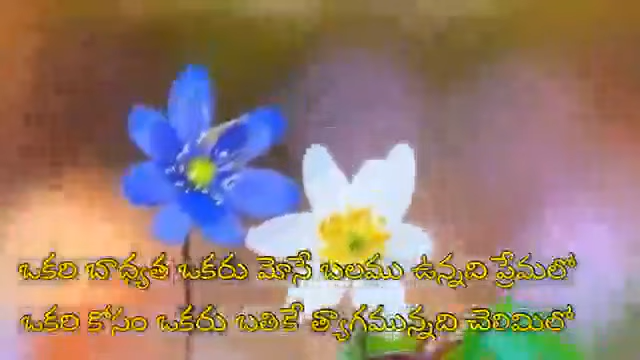 ఒకరి బాధ్యత ఒకరు మోసే బలము ఉన్నది ప్రేమలో
ఒకరి కోసం ఒకరు బతికే త్యాగమున్నది చెలిమిలో